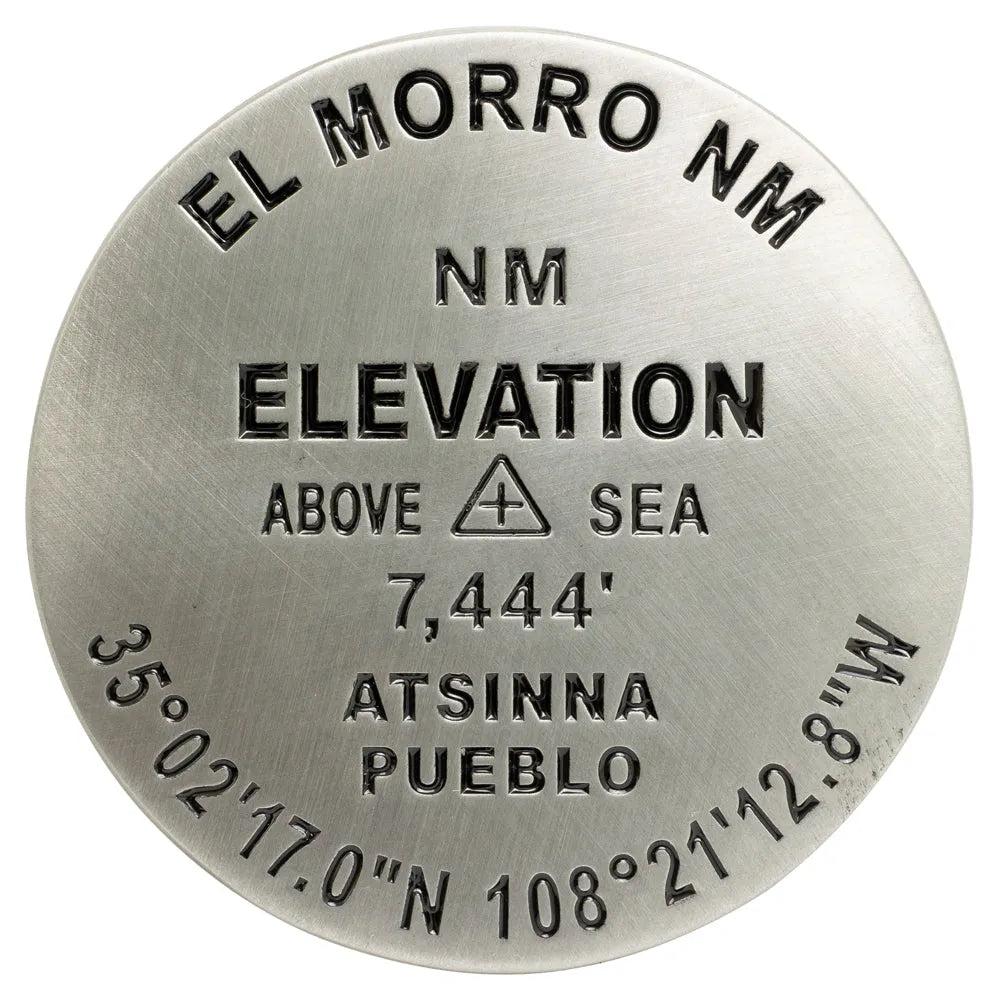 EL MORRO NM
NM
ELEVATION
ABOVE SEA
7,444'
ATSINNA
PUEBLO
35°02'17.0"N 108°21'12.8"W